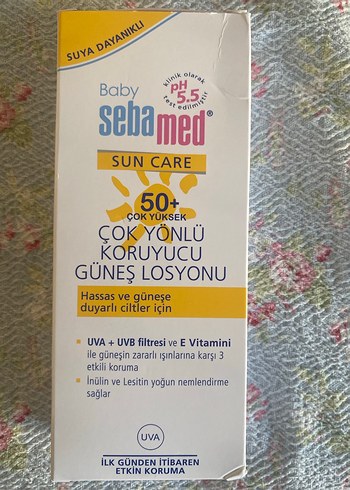 SUYA DAYANIKLI
klinik olarak
pH
5.5
test edilmiştir
Baby
sebamed®
SUN CARE
50+
ÇOK YÜKSEK
ÇOK YÖNLÜ
KORUYUCU
GÜNEŞ LOSYONU
Hassas ve güneşe
duyarlı ciltler için
UVA + UVB filtresi ve E Vitamini
ile güneşin zararlı ışınlarına karşı 3
etkili koruma
İnülin ve Lesitin yoğun nemlendirme
sağlar
UVA
İLK GÜNDEN İTİBAREN
ETKİN KORUMA